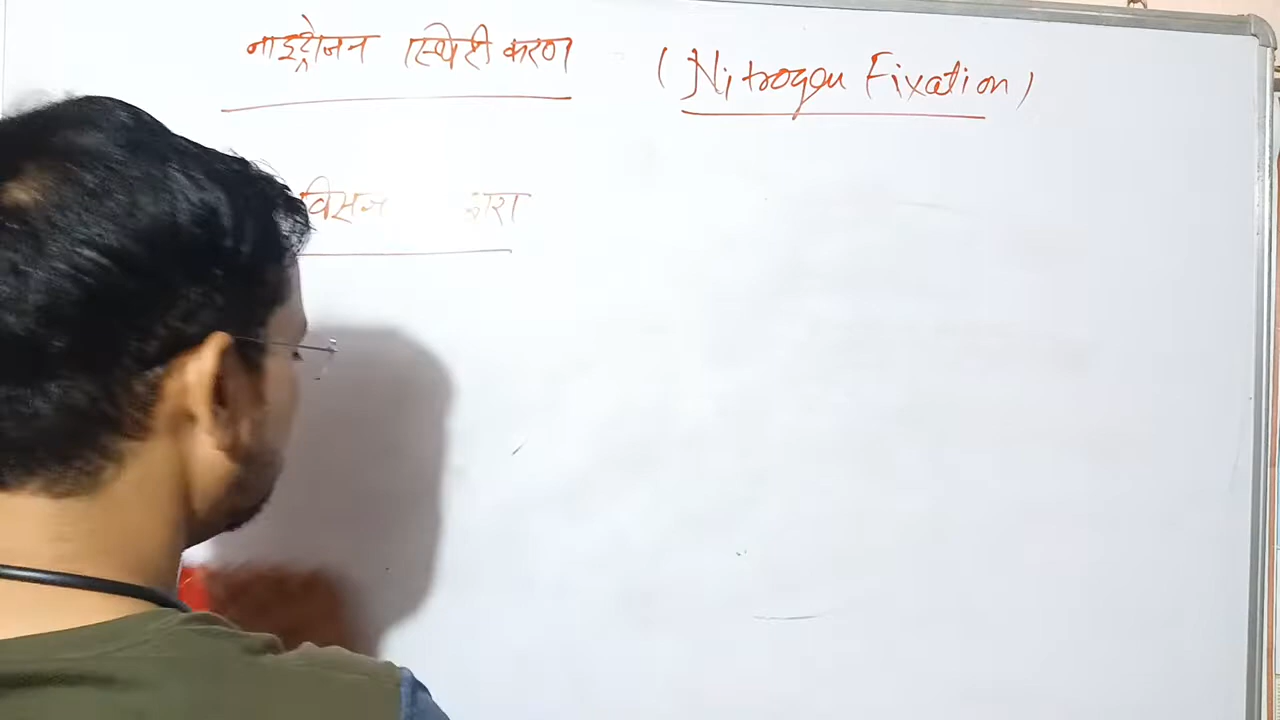 नाइट्रोजन स्थिरीकरण (Nitrogen Fixation)
द्वारा